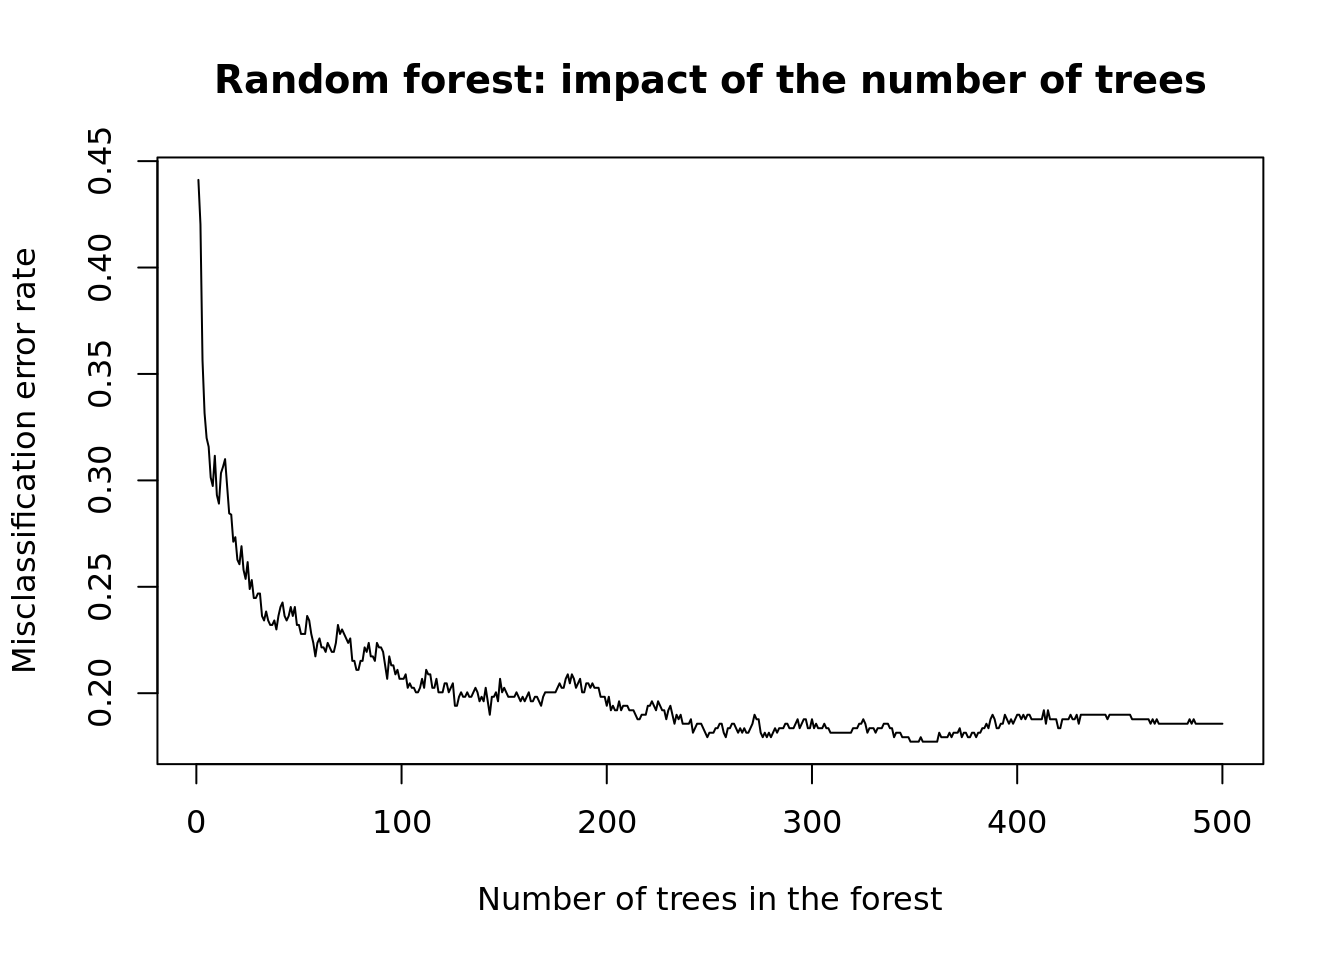 Random forest: impact of the number of trees
Misclassification error rate
0.45
0.40
0.35
0.30
0.25
0.20
0 100 200 300 400 500
Number of trees in the forest